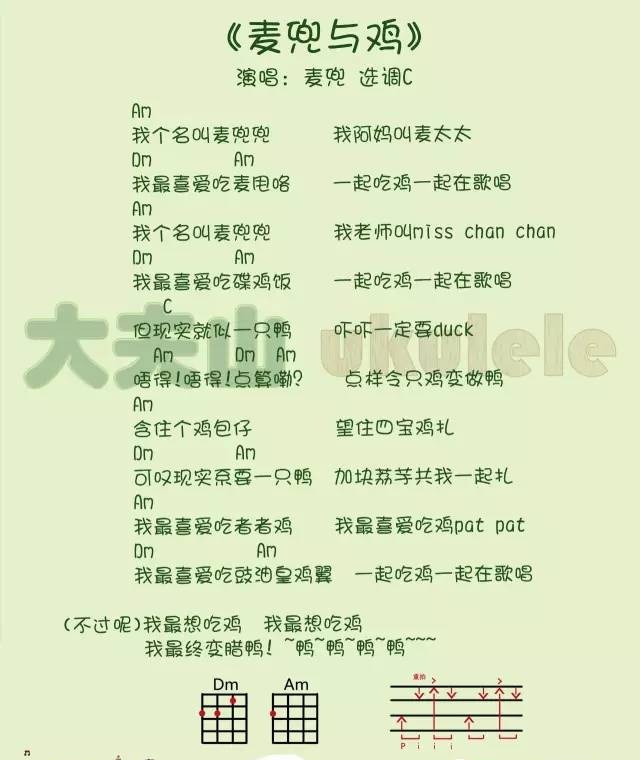 《麦兜与鸡》
演唱：麦兜 选调C
Am
我个名叫麦兜兜 我阿妈叫麦太太
Dm Am
我最喜爱吃麦甩咯 一起吃鸡一起在歌唱
Am
我个名叫麦兜兜 我老师叫miss chan chan
Dm Am
我最喜爱吃碟鸡饭 一起吃鸡一起在歌唱
C
但现实就似一只鸭 吓吓一定要duck
Am Dm Am
唔得!唔得!点算嘞? 点样令只鸡变做鸭
Am
含住个鸡包仔 望住四宝鸡扎
Dm Am
可叹现实系要一只鸭 加块荔芋共我一起扎
Am
我最喜爱吃者者鸡 我最喜爱吃鸡pat pat
Dm Am
我最喜爱吃豉油皇鸡翼 一起吃鸡一起在歌唱
(不过呢)我最想吃鸡 我最想吃鸡
我最终变腊鸭! ~鸭~鸭~鸭~鸭~~~
大夫山 ukulele
Dm Am
重拍
P i i i